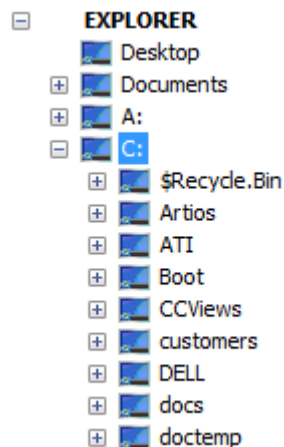 EXPLORER
Desktop
Documents
A:
C:
$Recycle.Bin
Artios
ATI
Boot
CCViews
customers
DELL
docs
doctemp